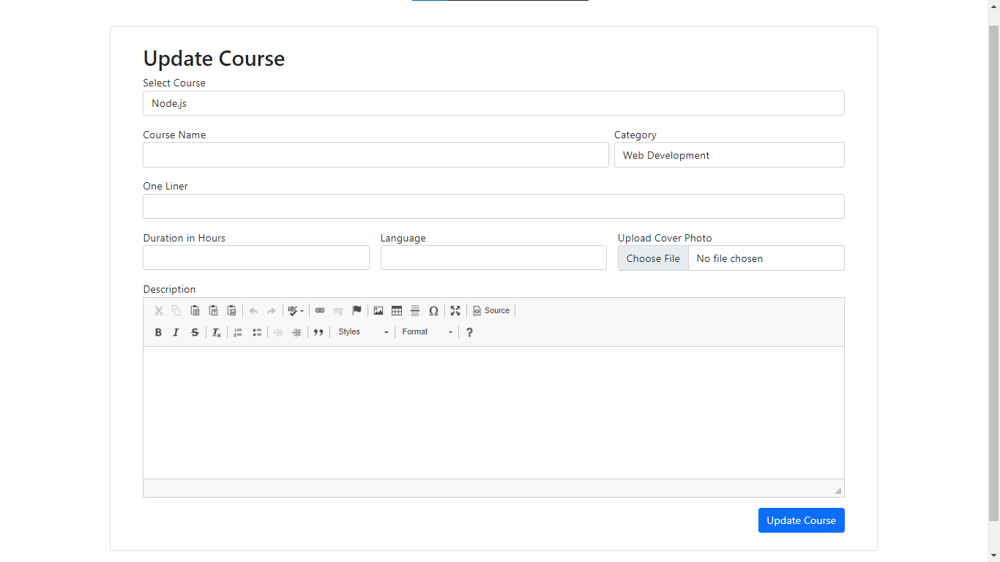 Update Course
Select Course
Node.js
Course Name Category
Web Development
One Liner
Duration in Hours Language Upload Cover Photo
Choose File No file chosen
Description
ABC Source
B I S Styles Format ?
Update Course